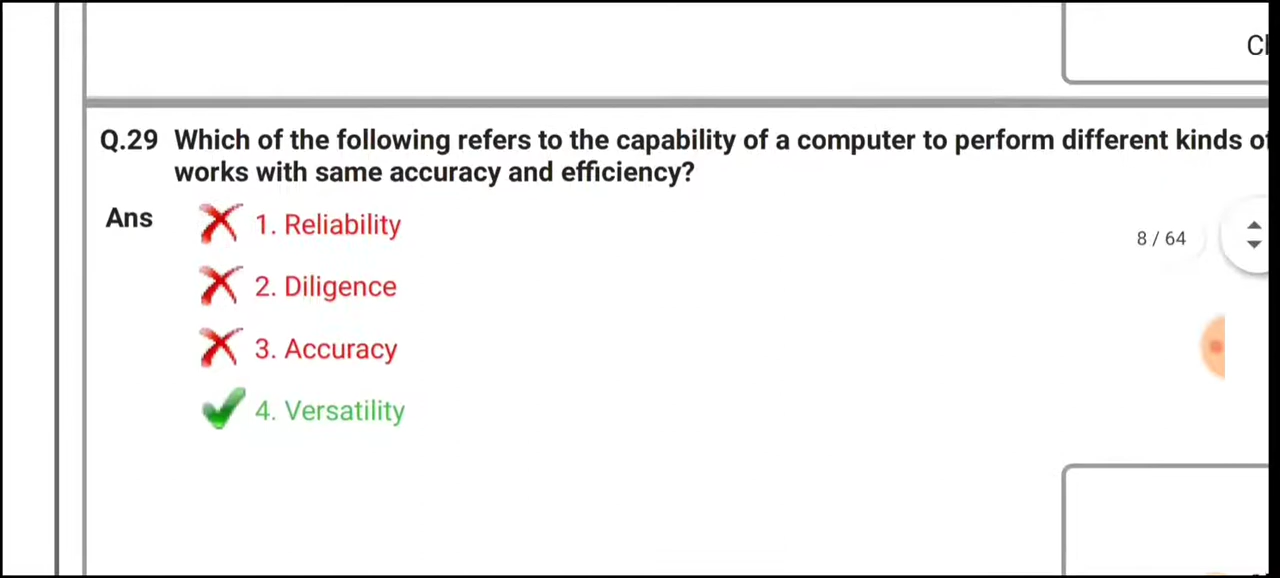 Q.29 Which of the following refers to the capability of a computer to perform different kinds
works with same accuracy and efficiency?
Ans
1. Reliability
2. Diligence
3. Accuracy
4. Versatility
8 / 64